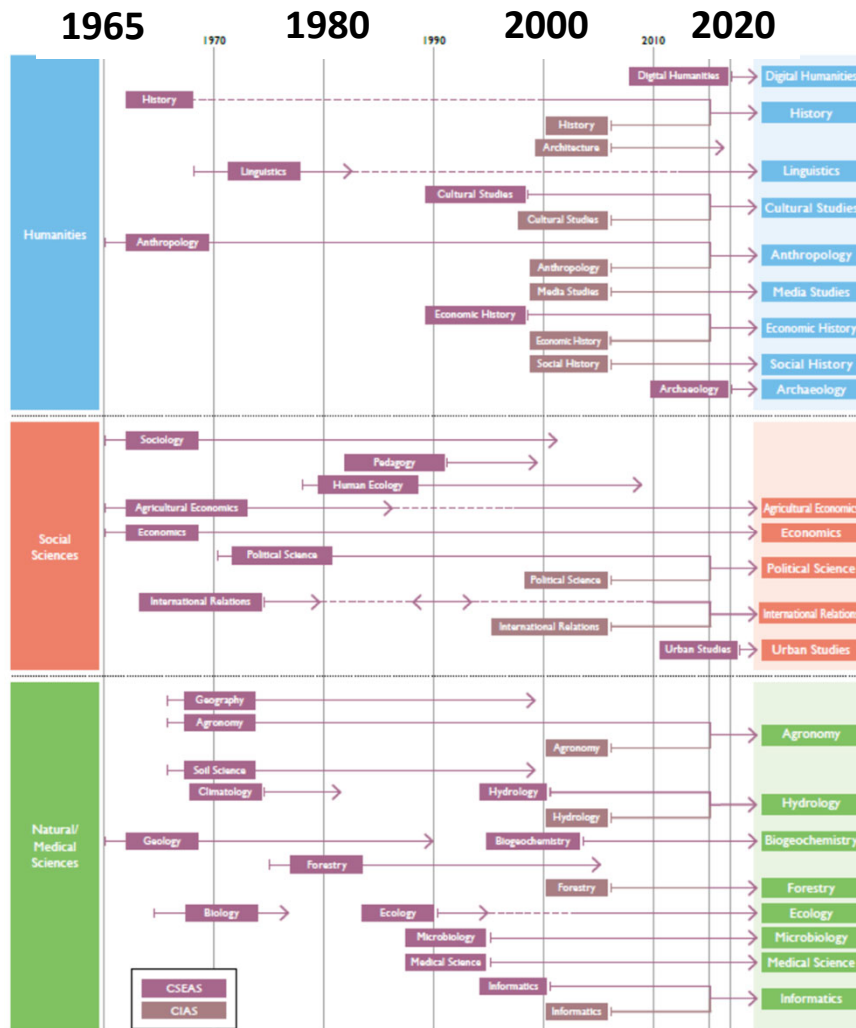 1965
1980
2000
2020
1970
1990
2010
Humanities
Digital Humanities
Digital Humanities
History
History
History
Architecture
Linguistics
Linguistics
Cultural Studies
Cultural Studies
Cultural Studies
Anthropology
Anthropology
Anthropology
Media Studies
Media Studies
Economic History
Economic History
Economic History
Social History
Social History
Archaeology
Archaeology
Social
Sciences
Sociology
Pedagogy
Human Ecology
Agricultural Economics
Agricultural Economics
Economics
Economics
Political Science
Political Science
Political Science
International Relations
International Relations
International Relations
Urban Studies
Urban Studies
Natural/
Medical
Sciences
Geography
Agronomy
Agronomy
Agronomy
Soil Science
Climatology
Hydrology
Hydrology
Hydrology
Geology
Biogeochemistry
Biogeochemistry
Forestry
Forestry
Forestry
Biology
Ecology
Ecology
Microbiology
Microbiology
Medical Science
Medical Science
Informatics
Informatics
Informatics
CSEAS
CIAS